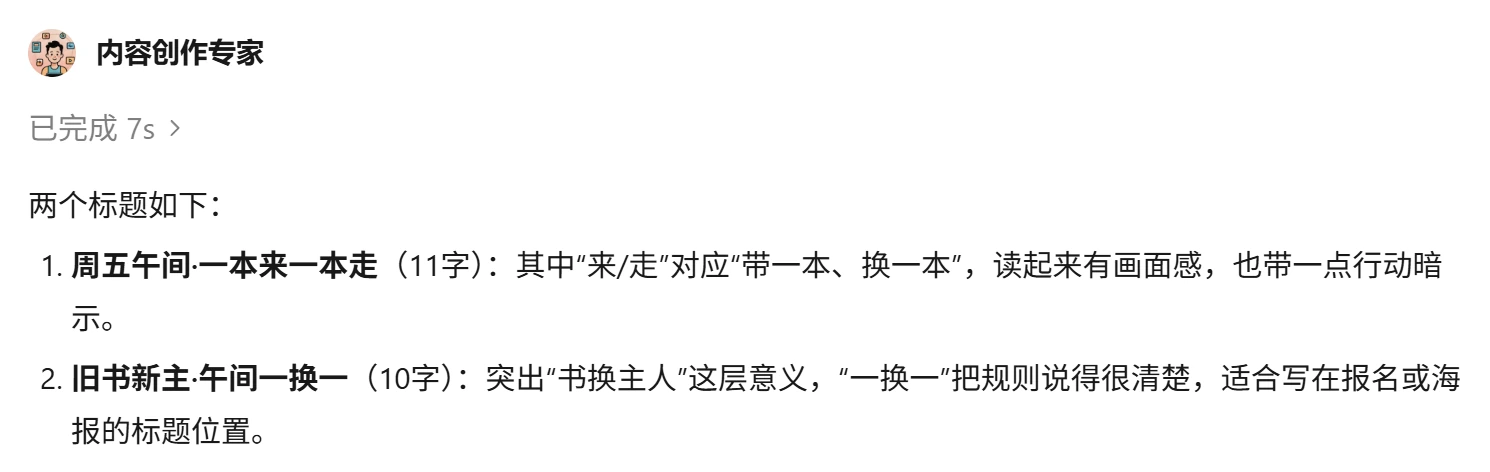 内容创作专家
已完成 7s >
两个标题如下：
1. 周五午间·一本来一本走（11字）：其中“来/走”对应“带一本、换一本”，读起来有画面感，也带一点行动暗
示。
2. 旧书新主·午间一换一（10字）：突出“书换主人”这层意义，“一换一”把规则说得很清楚，适合写在报名或海
报的标题位置。